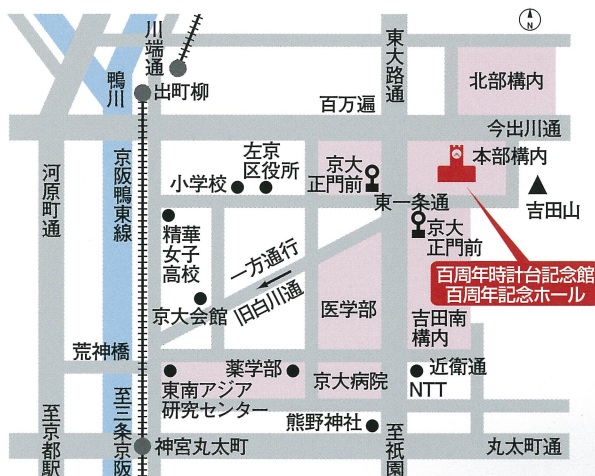 N
川端通
東大路通
北部構内
鴨川
出町柳
百万遍
今出川通
河原町通
京阪鴨東線
左京
区役所
小学校
京大
正門前
本部構内
東一条通
吉田山
精華
女子
高校
京大
正門前
一方通行
旧白川通
百周年時計台記念館
百周年記念ホール
京大会館
医学部
吉田南
構内
荒神橋
薬学部
東南アジア
研究センター
京大病院
近衛通
NTT
熊野神社
至京都駅
至三条京阪
神宮丸太町
至祇園
丸太町通